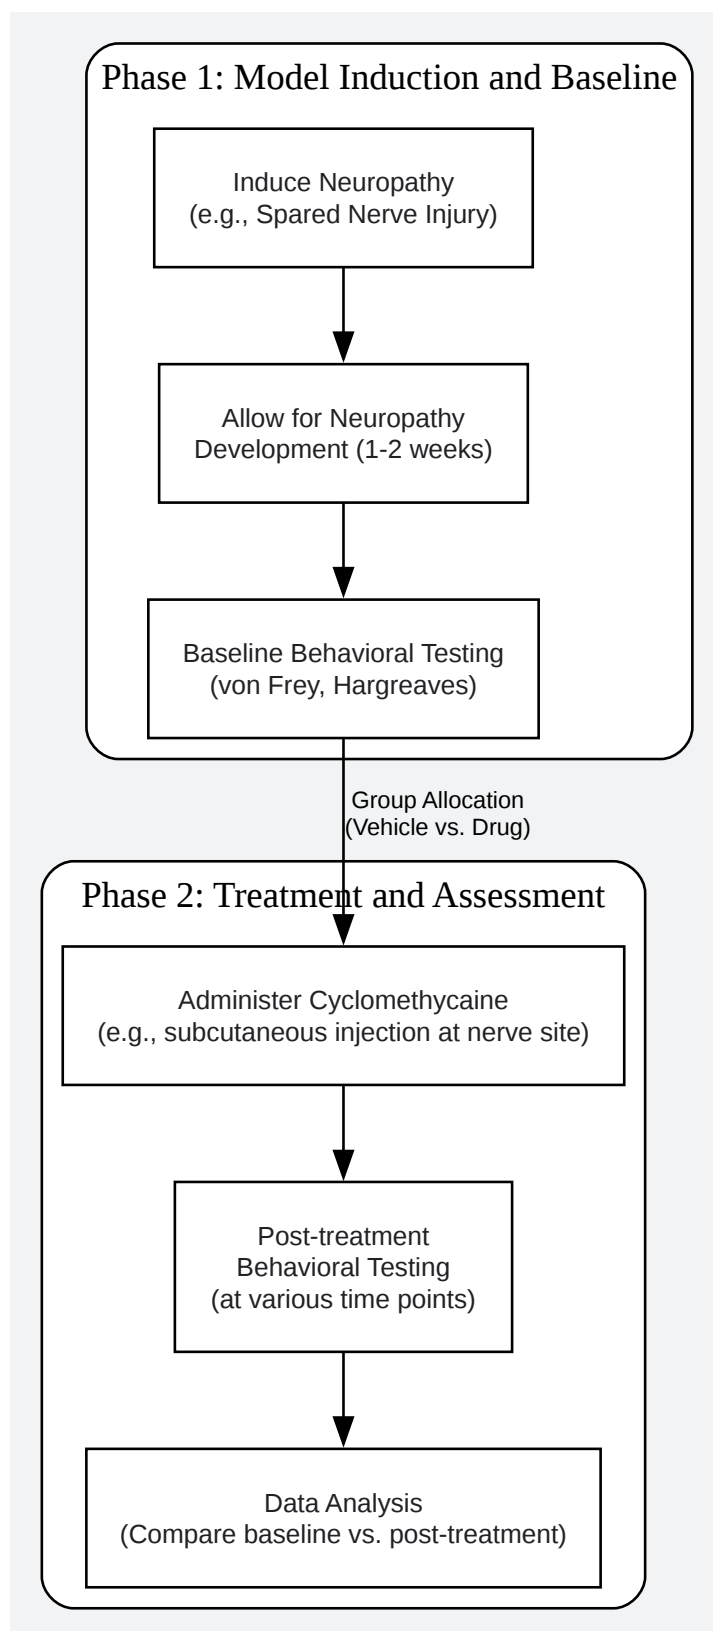 Phase 1: Model Induction and Baseline
Induce Neuropathy
(e.g., Spared Nerve Injury)
Allow for Neuropathy
Development (1-2 weeks)
Baseline Behavioral Testing
(von Frey, Hargreaves)
Group Allocation
(Vehicle vs. Drug)
Phase 2: Treatment and Assessment
Administer Cyclomethycaine
(e.g., subcutaneous injection at nerve site)
Post-treatment
Behavioral Testing
(at various time points)
Data Analysis
(Compare baseline vs. post-treatment)